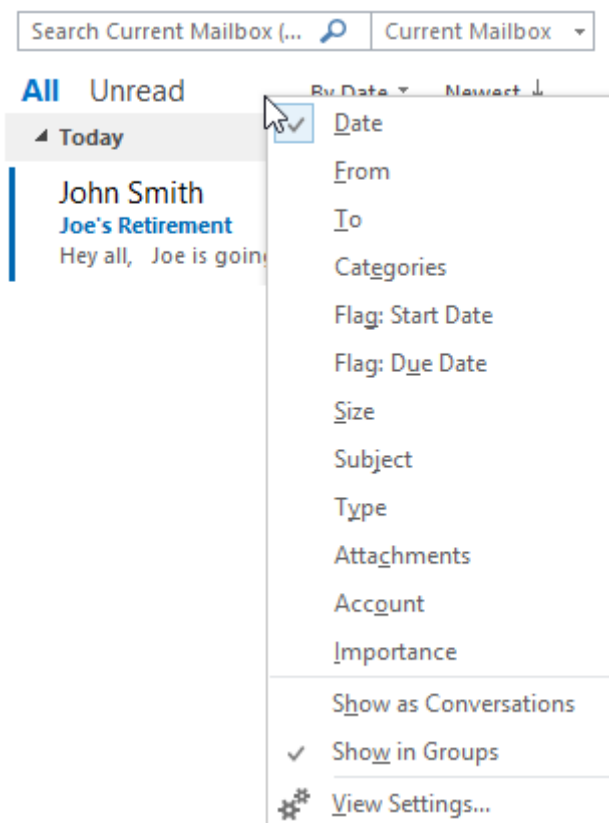 Search Current Mailbox (... Current Mailbox
All Unread By Date Newest
Today
John Smith
Joe's Retirement
Hey all, Joe is going
Date
From
To
Categories
Flag: Start Date
Flag: Due Date
Size
Subject
Type
Attachments
Account
Importance
Show as Conversations
Show in Groups
View Settings...